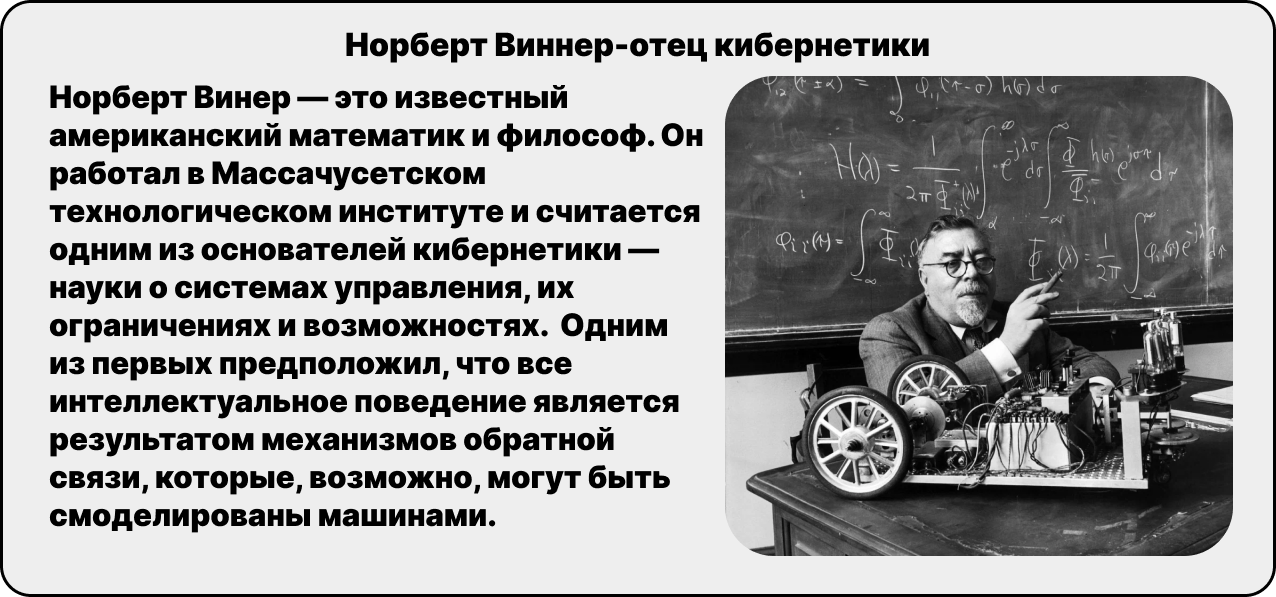 Норберт Виннер-отец кибернетики
Норберт Винер — это известный
американский математик и философ. Он
работал в Массачусетском
технологическом институте и считается
одним из основателей кибернетики —
науки о системах управления, их
ограничениях и возможностях.  Одним
из первых предположил, что все
интеллектуальное поведение является
результатом механизмов обратной
связи, которые, возможно, могут быть
смоделированы машинами.